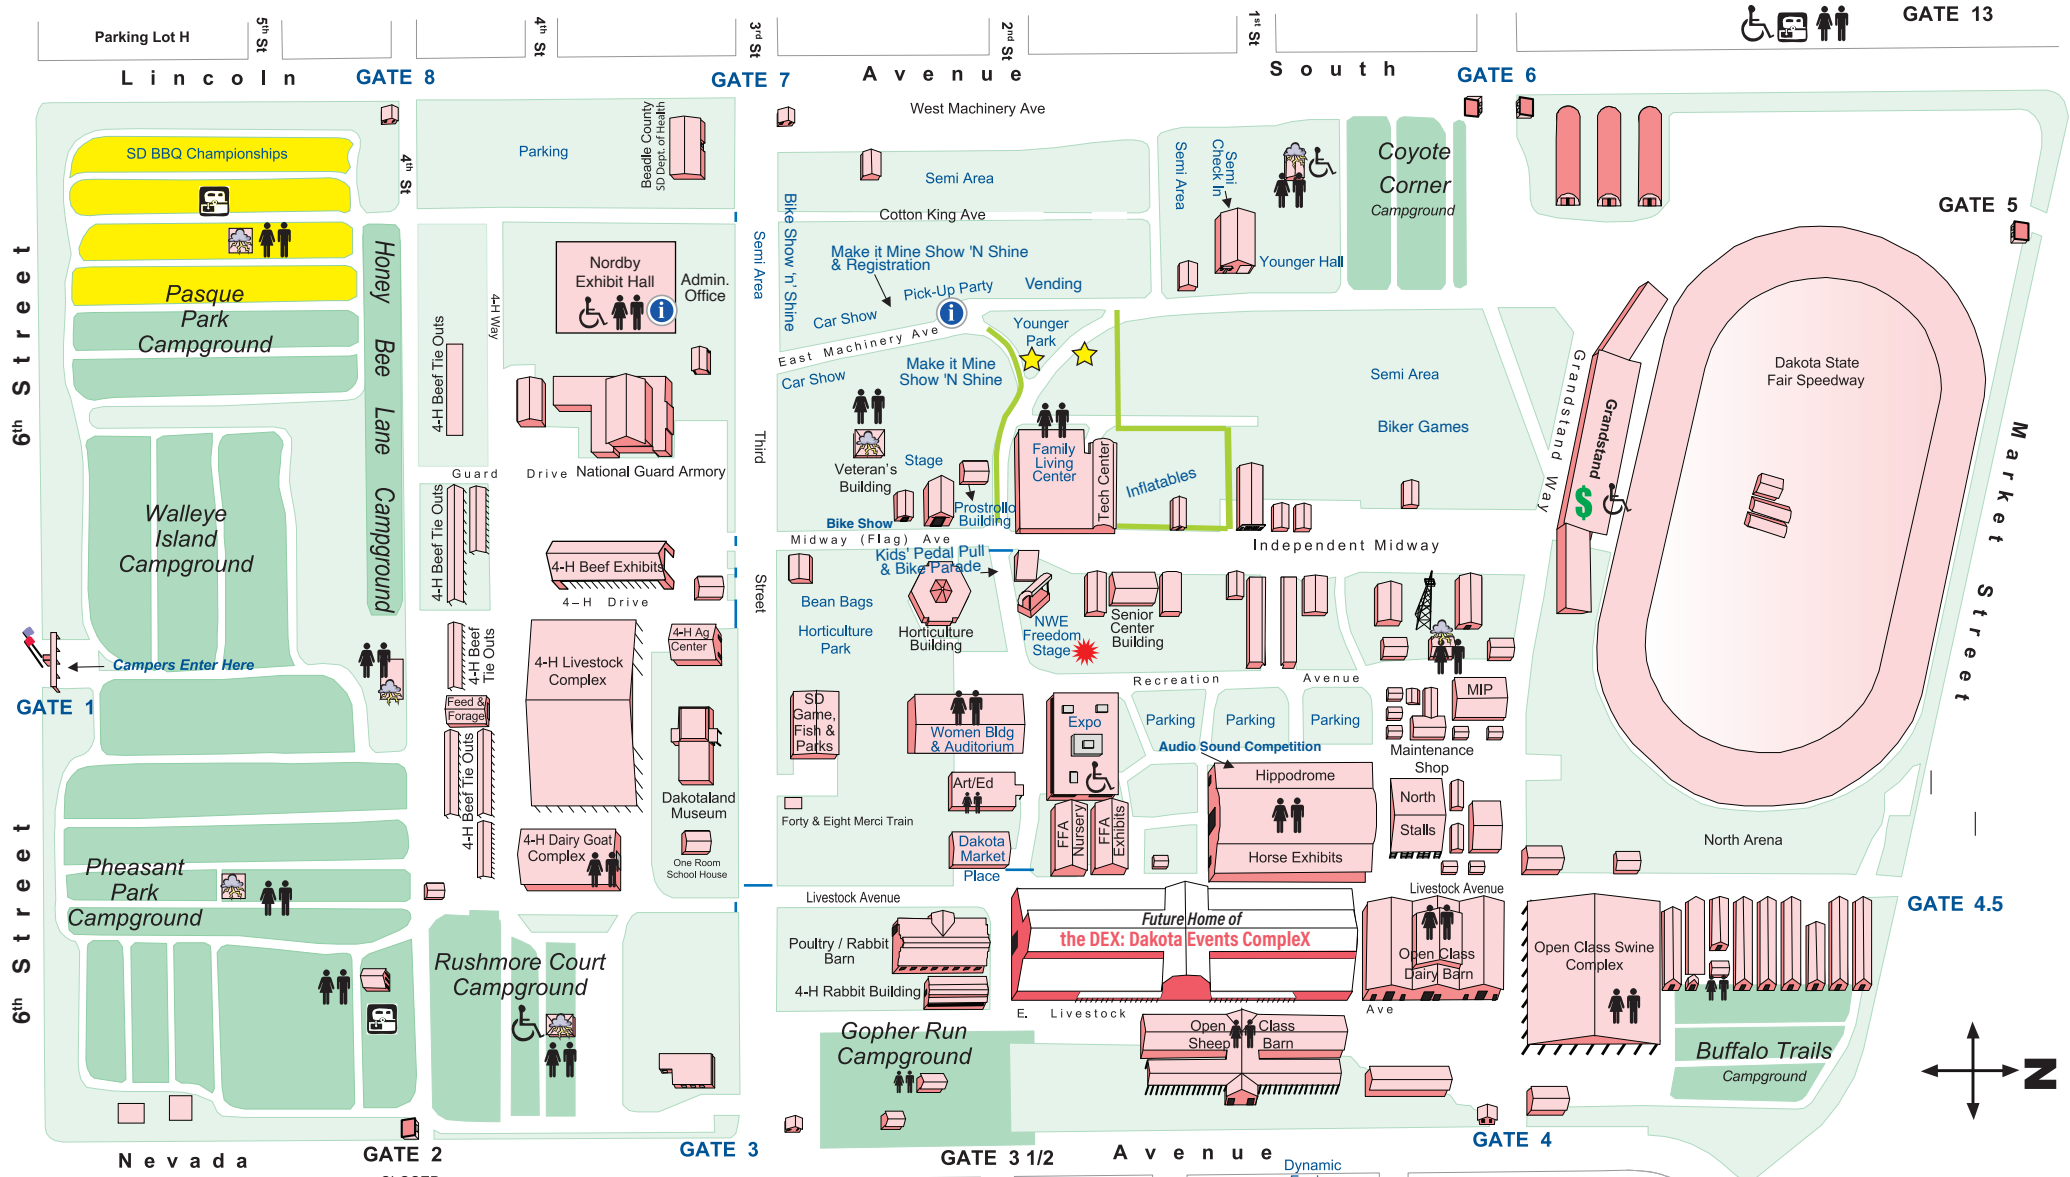 GATE 13
Parking Lot H
5th St
4th St
3rd St
2nd St
1st St
Lincoln
Avenue
South
GATE 8
GATE 7
GATE 6
West Machinery Ave
SD BBQ Championships
4th St
Parking
Beadle County
SD Dept. of Health
Semi Area
Cotton King Ave
Semi Area
Semi
Check In
Coyote
Corner
Campground
GATE 5
Bike Show 'n' Shine
Semi Area
Make it Mine Show 'N Shine
& Registration
Pick-Up Party
Vending
Younger Hall
Nordby
Exhibit Hall
Admin.
Office
i
i
Pasque
Park
Campground
Honey Bee Lane Campground
4-H Way
4-H Beef Tie Outs
Car Show
East Machinery Ave
Younger
Park
Car Show
Make it Mine
Show 'N Shine
Semi Area
Biker Games
Grandstand Way
Grandstand
$
Dakota State
Fair Speedway
6th Street
Market Street
Guard Drive
National Guard Armory
Third
Street
Veteran's
Building
Stage
Prostrollo
Building
Bike Show
Family
Living
Center
Tech Center
Inflatables
Midway (Flag) Ave
Independent Midway
Walleye
Island
Campground
4-H Beef Tie Outs
4-H Beef Exhibits
4-H Drive
Kids' Pedal Pull
& Bike Parade
Bean Bags
Horticulture
Park
Horticulture
Building
NWE
Freedom
Stage
Senior
Center
Building
Campers Enter Here
GATE 1
4-H Beef
Tie Outs
4-H Livestock
Complex
4-H Ag
Center
Recreation
Avenue
Feed &
Forage
SD
Game,
Fish &
Parks
Women Bldg
& Auditorium
Expo
Parking
Parking
Parking
MIP
Audio Sound Competition
Maintenance
Shop
4-H Beef Tie Outs
Dakotaland
Museum
Art/Ed
Hippodrome
Horse Exhibits
North
Stalls
Forty & Eight Merci Train
FFA
Nursery
FFA
Exhibits
North Arena
6th Street
Pheasant
Park
Campground
4-H Dairy Goat
Complex
One Room
School House
Dakota
Market
Place
Livestock Avenue
Livestock Avenue
GATE 4.5
Rushmore Court
Campground
Poultry / Rabbit
Barn
4-H Rabbit Building
Future Home of
the DEX: Dakota Events CompleX
Open Class
Dairy Barn
Open Class Swine
Complex
E. Livestock
Ave
Gopher Run
Campground
Open Class
Sheep Barn
Buffalo Trails
Campground
N
Nevada
GATE 2
GATE 3
GATE 3 1/2
Avenue
GATE 4
Dynamic